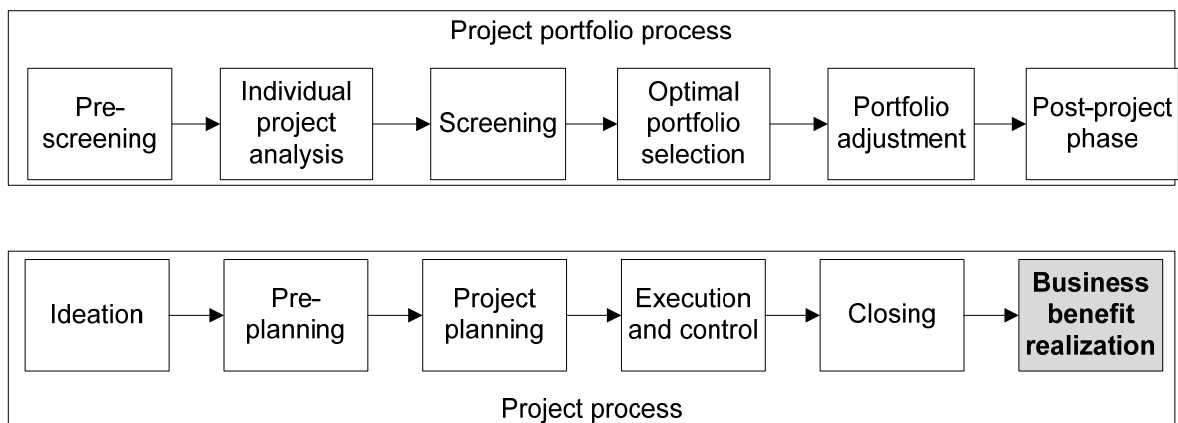 Project portfolio process
Pre-
screening
Individual
project
analysis
Screening
Optimal
portfolio
selection
Portfolio
adjustment
Post-project
phase
Ideation
Pre-
planning
Project
planning
Execution
and control
Closing
Business
benefit
realization
Project process